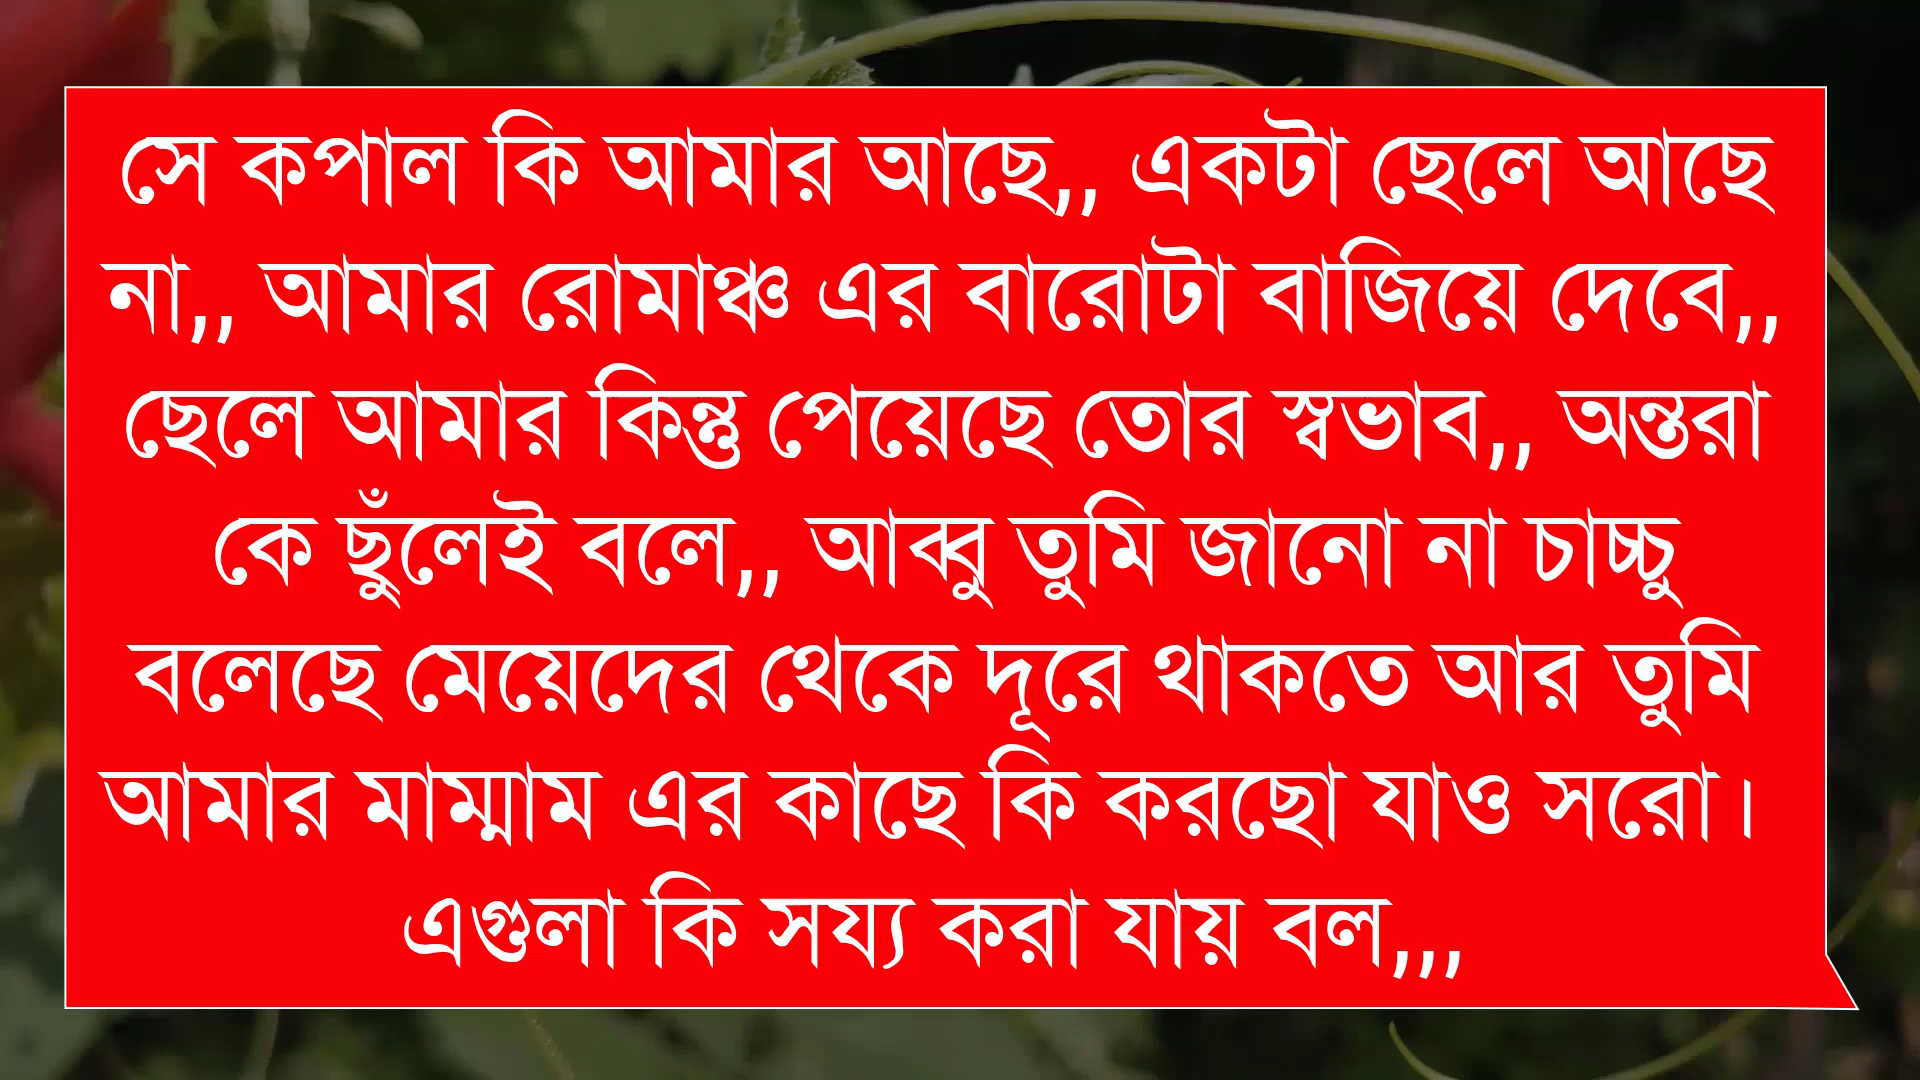 সে কপাল কি আমার আছে,, একটা ছেলে আছে
না,, আমার রোমাঞ্চ এর বারোটা বাজিয়ে দেবে,,
ছেলে আমার কিন্তু পেয়েছে তোর স্বভাব,, অন্তরা
কে ছুঁলেই বলে,, আব্বু তুমি জানো না চাচ্চু
বলেছে মেয়েদের থেকে দূরে থাকতে আর তুমি
আমার মাম্মাম এর কাছে কি করছো যাও সরো।
এগুলা কি সয্য করা যায় বল,,,